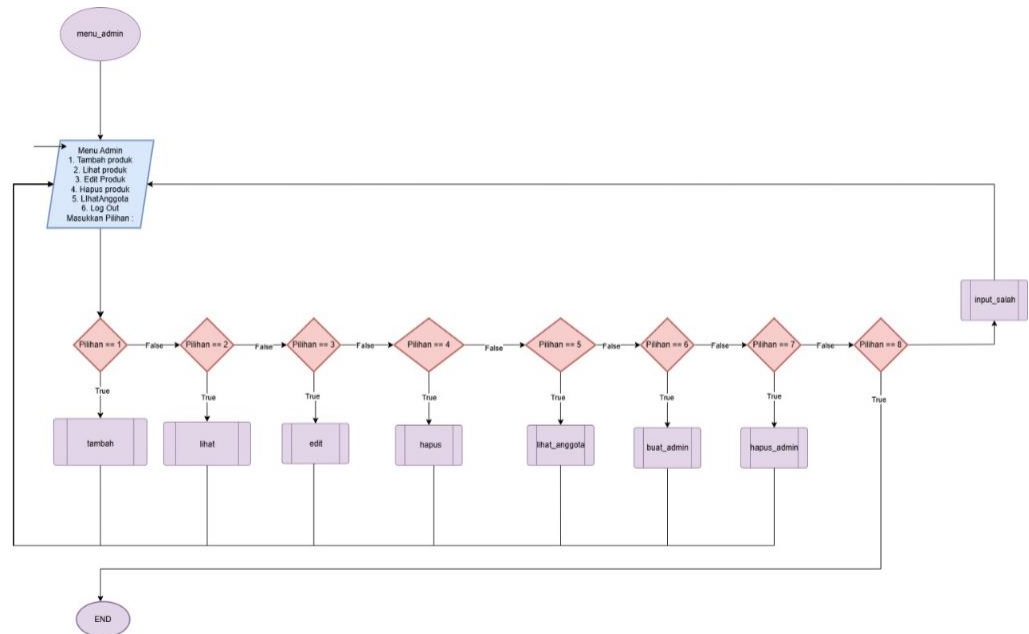 menu_admin
Menu Admin
1. Tambah produk
2. Lihat produk
3. Edit Produk
4. Hapus produk
5. LIhatAnggota
6. Log Out
Masukkan Pilihan :
input_salah
Pilihan == 1
False
Pilihan == 2
False
Pilihan == 3
False
Pilihan == 4
False
Pilihan == 5
False
Pilihan == 6
False
Pilihan == 7
False
Pilihan == 8
True
True
True
True
True
True
True
True
tambah
lihat
edit
hapus
lihat_anggota
buat_admin
hapus_admin
END